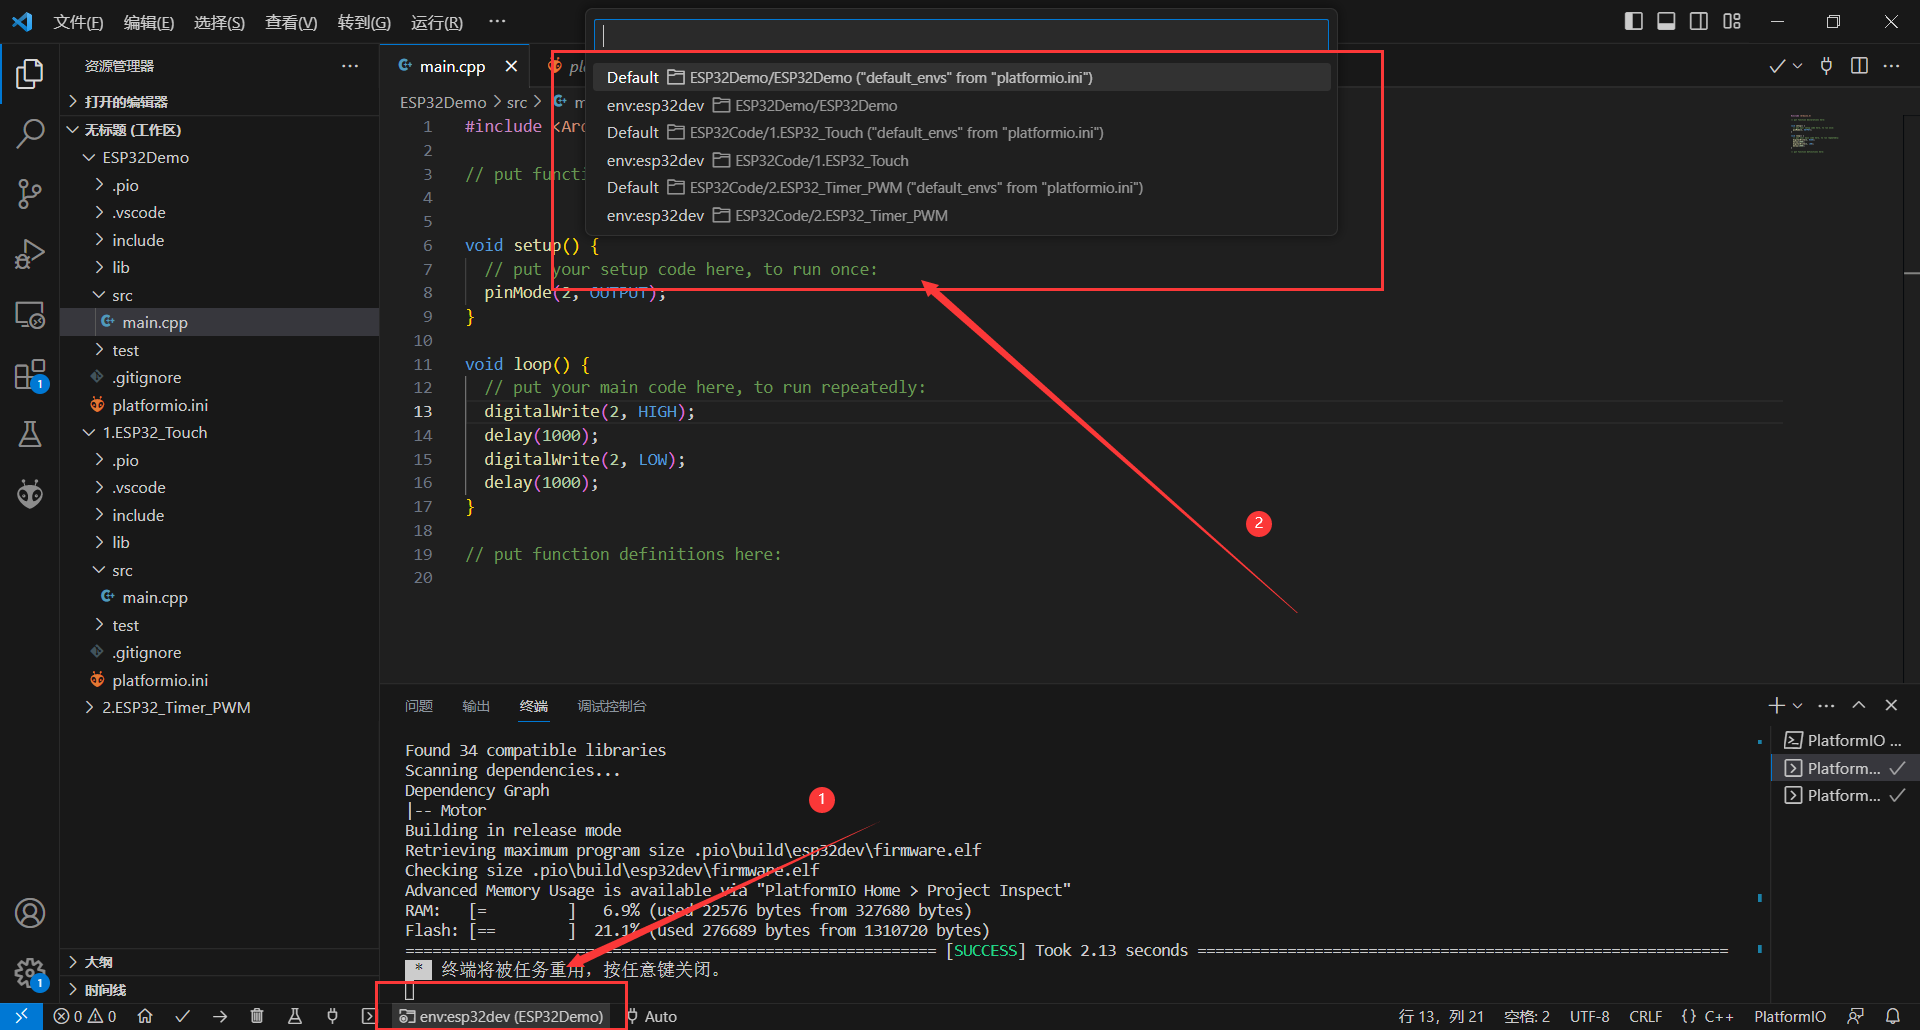 文件(F) 编辑(E) 选择(S) 查看(V) 转到(G) 运行(R) ···
资源管理器
打开的编辑器
无标题 (工作区)
ESP32Demo
.pio
.vscode
include
lib
src
main.cpp
test
.gitignore
platformio.ini
1.ESP32_Touch
.pio
.vscode
include
lib
src
main.cpp
test
.gitignore
platformio.ini
2.ESP32_Timer_PWM
大纲
时间线
main.cpp
ESP32Demo > src >
Default ESP32Demo/ESP32Demo ("default_envs" from "platformio.ini")
env:esp32dev ESP32Demo/ESP32Demo
Default ESP32Code/1.ESP32_Touch ("default_envs" from "platformio.ini")
env:esp32dev ESP32Code/1.ESP32_Touch
Default ESP32Code/2.ESP32_Timer_PWM ("default_envs" from "platformio.ini")
env:esp32dev ESP32Code/2.ESP32_Timer_PWM
1 #include <Ar
2
3 // put functi
4
5
6 void setup() {
7 // put your setup code here, to run once:
8 pinMode(2, OUTPUT);
9 }
10
11 void loop() {
12 // put your main code here, to run repeatedly:
13 digitalWrite(2, HIGH);
14 delay(1000);
15 digitalWrite(2, LOW);
16 delay(1000);
17 }
18
19 // put function definitions here:
20
2
问题 输出 终端 调试控制台
Found 34 compatible libraries
Scanning dependencies...
Dependency Graph
|-- Motor
Building in release mode
Retrieving maximum program size .pio\build\esp32dev\firmware.elf
Checking size .pio\build\esp32dev\firmware.elf
Advanced Memory Usage is available via "PlatformIO Home > Project Inspect"
RAM: [= ] 6.9% (used 22576 bytes from 327680 bytes)
Flash: [== ] 21.1% (used 276689 bytes from 1310720 bytes)
=========================================================== [SUCCESS] Took 2.13 seconds ===========================================================
* 终端将被任务重用，按任意键关闭。
1
PlatformIO ...
Platform...
Platform...
1
1
0 0 env:esp32dev (ESP32Demo) Auto 行 13，列 21 空格: 2 UTF-8 CRLF {} C++ PlatformIO